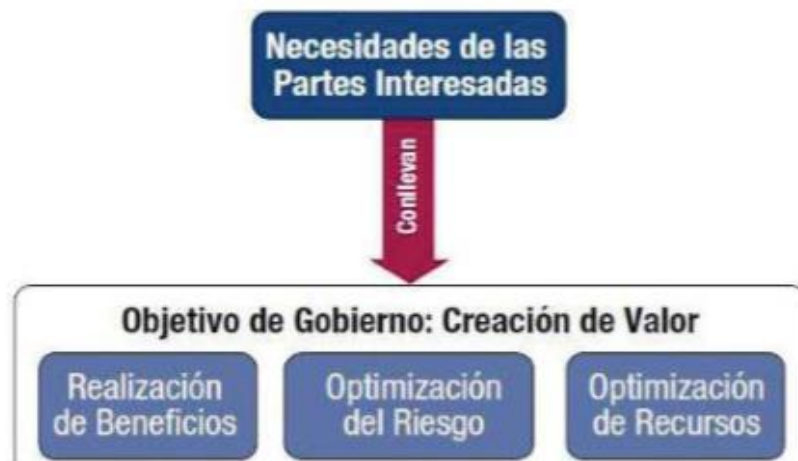 Necesidades de las
Partes Interesadas
Conllevan
Objetivo de Gobierno: Creación de Valor
Realización
de Beneficios
Optimización
del Riesgo
Optimización
de Recursos